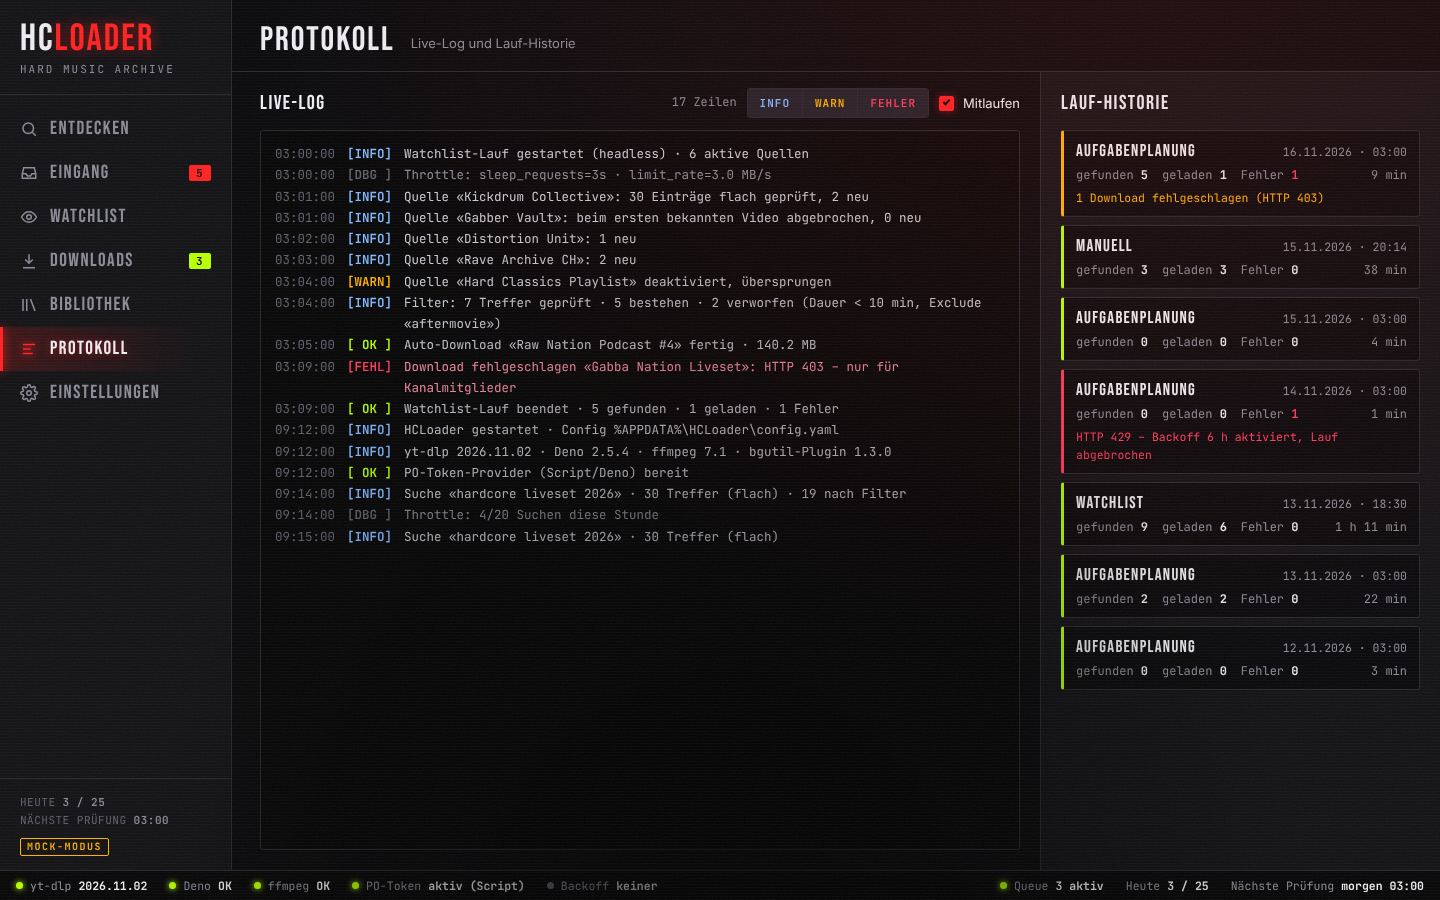 HCLOADER
HARD MUSIC ARCHIVE
ENTDECKEN
EINGANG 5
WATCHLIST
DOWNLOADS 3
BIBLIOTHEK
PROTOKOLL
EINSTELLUNGEN
HEUTE 3 / 25
NÄCHSTE PRÜFUNG 03:00
MOCK-MODUS
PROTOKOLL Live-Log und Lauf-Historie
LIVE-LOG 17 Zeilen INFO WARN FEHLER Mitlaufen
03:00:00 [INFO] Watchlist-Lauf gestartet (headless) · 6 aktive Quellen
03:00:00 [DBG ] Throttle: sleep_requests=3s · limit_rate=3.0 MB/s
03:01:00 [INFO] Quelle «Kickdrum Collective»: 30 Einträge flach geprüft, 2 neu
03:01:00 [INFO] Quelle «Gabber Vault»: beim ersten bekannten Video abgebrochen, 0 neu
03:02:00 [INFO] Quelle «Distortion Unit»: 1 neu
03:03:00 [INFO] Quelle «Rave Archive CH»: 2 neu
03:04:00 [WARN] Quelle «Hard Classics Playlist» deaktiviert, übersprungen
03:04:00 [INFO] Filter: 7 Treffer geprüft · 5 bestehen · 2 verworfen (Dauer < 10 min, Exclude
«aftermovie»)
03:05:00 [ OK ] Auto-Download «Raw Nation Podcast #4» fertig · 140.2 MB
03:09:00 [FEHL] Download fehlgeschlagen «Gabba Nation Liveset»: HTTP 403 – nur für
Kanalmitglieder
03:09:00 [ OK ] Watchlist-Lauf beendet · 5 gefunden · 1 geladen · 1 Fehler
09:12:00 [INFO] HCLoader gestartet · Config %APPDATA%\HCLoader\config.yaml
09:12:00 [INFO] yt-dlp 2026.11.02 · Deno 2.5.4 · ffmpeg 7.1 · bgutil-Plugin 1.3.0
09:12:00 [ OK ] PO-Token-Provider (Script/Deno) bereit
09:14:00 [INFO] Suche «hardcore liveset 2026» · 30 Treffer (flach) · 19 nach Filter
09:14:00 [DBG ] Throttle: 4/20 Suchen diese Stunde
09:15:00 [INFO] Suche «hardcore liveset 2026» · 30 Treffer (flach)
LAUF-HISTORIE
AUFGABENPLANUNG 16.11.2026 · 03:00
gefunden 5 geladen 1 Fehler 1 9 min
1 Download fehlgeschlagen (HTTP 403)
MANUELL 15.11.2026 · 20:14
gefunden 3 geladen 3 Fehler 0 38 min
AUFGABENPLANUNG 15.11.2026 · 03:00
gefunden 0 geladen 0 Fehler 0 4 min
AUFGABENPLANUNG 14.11.2026 · 03:00
gefunden 0 geladen 0 Fehler 1 1 min
HTTP 429 – Backoff 6 h aktiviert, Lauf
abgebrochen
WATCHLIST 13.11.2026 · 18:30
gefunden 9 geladen 6 Fehler 0 1 h 11 min
AUFGABENPLANUNG 13.11.2026 · 03:00
gefunden 2 geladen 2 Fehler 0 22 min
AUFGABENPLANUNG 12.11.2026 · 03:00
gefunden 0 geladen 0 Fehler 0 3 min
yt-dlp 2026.11.02 Deno OK ffmpeg OK PO-Token aktiv (Script) Backoff keiner Queue 3 aktiv Heute 3 / 25 Nächste Prüfung morgen 03:00